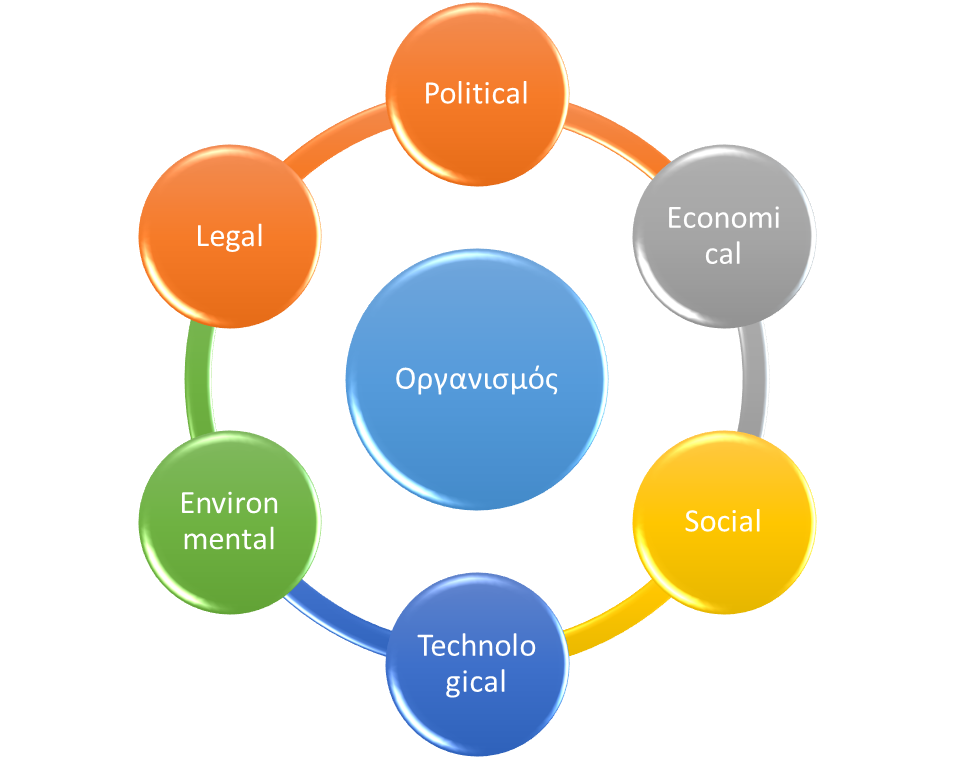 Political
Economi
cal
Social
Technolo
gical
Environ
mental
Legal
Οργανισμός